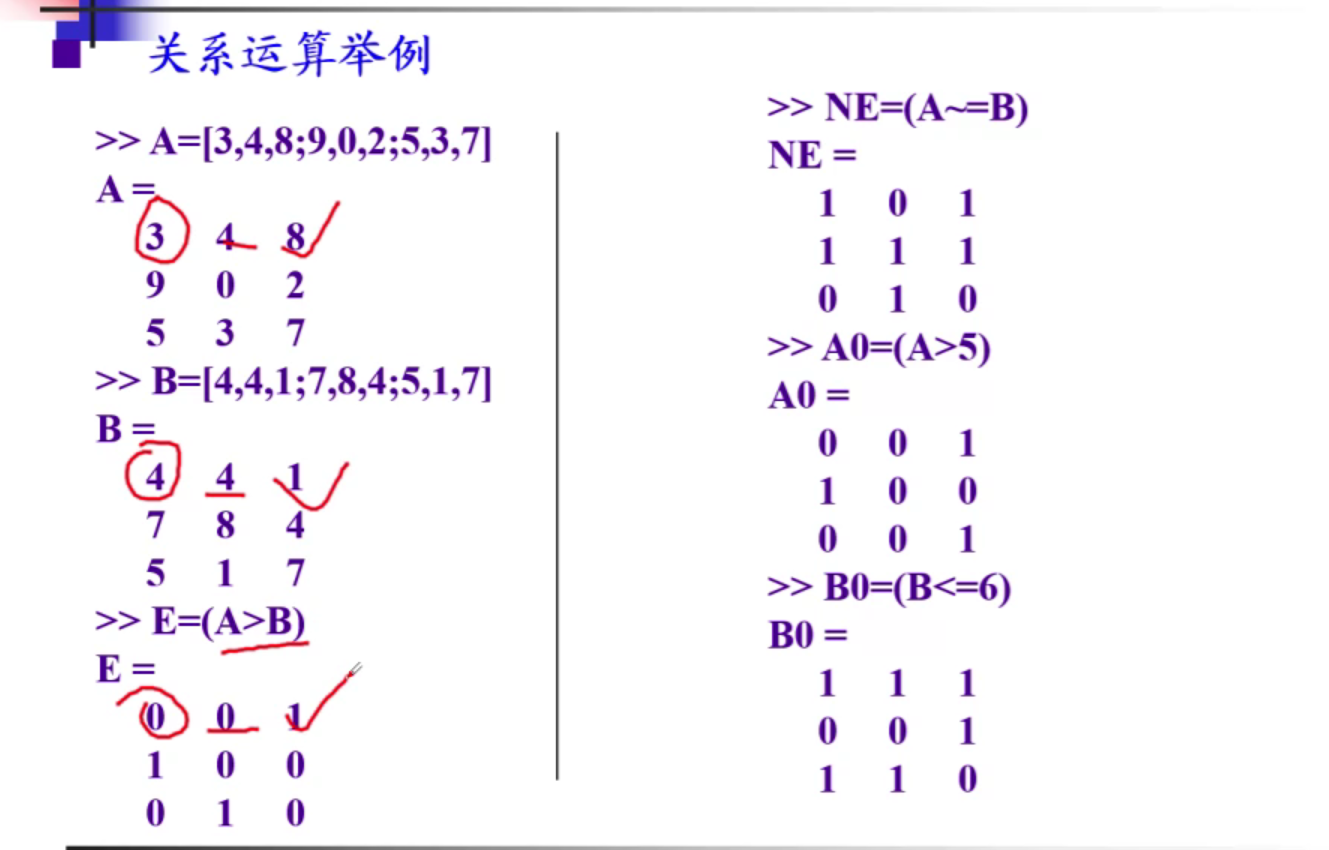 关系运算举例
>> A=[3,4,8;9,0,2;5,3,7]
A =
3 4 8
9 0 2
5 3 7
>> B=[4,4,1;7,8,4;5,1,7]
B =
4 4 1
7 8 4
5 1 7
>> E=(A>B)
E =
0 0 1
1 0 0
0 1 0
>> NE=(A~=B)
NE =
1 0 1
1 1 1
0 1 0
>> A0=(A>5)
A0 =
0 0 1
1 0 0
0 0 1
>> B0=(B<=6)
B0 =
1 1 1
0 0 1
1 1 0